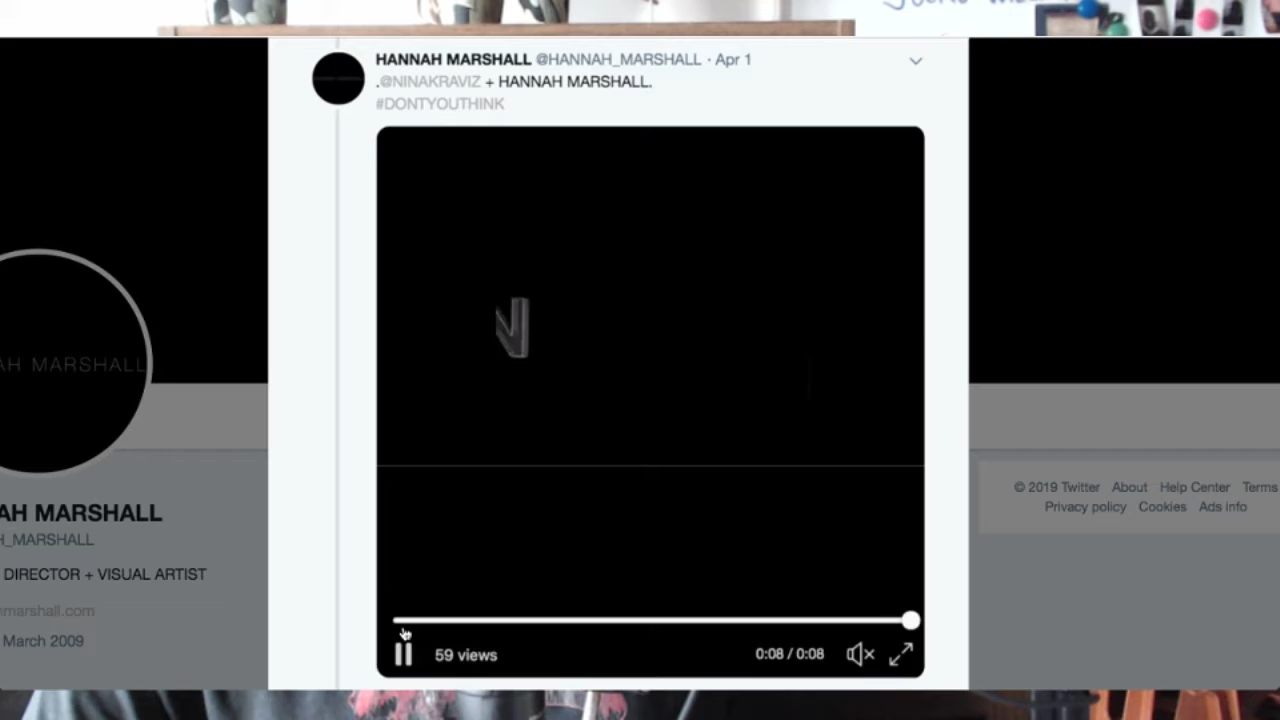 HANNAH MARSHALL @HANNAH_MARSHALL · Apr 1
.@NINAKRAVIZ + HANNAH MARSHALL.
#DONTYOUTHINK
N
AH MARSHALL
AH MARSHALL
H_MARSHALL
DIRECTOR + VISUAL ARTIST
marshall.com
March 2009
59 views
0:08 / 0:08
© 2019 Twitter About Help Center Terms
Privacy policy Cookies Ads info